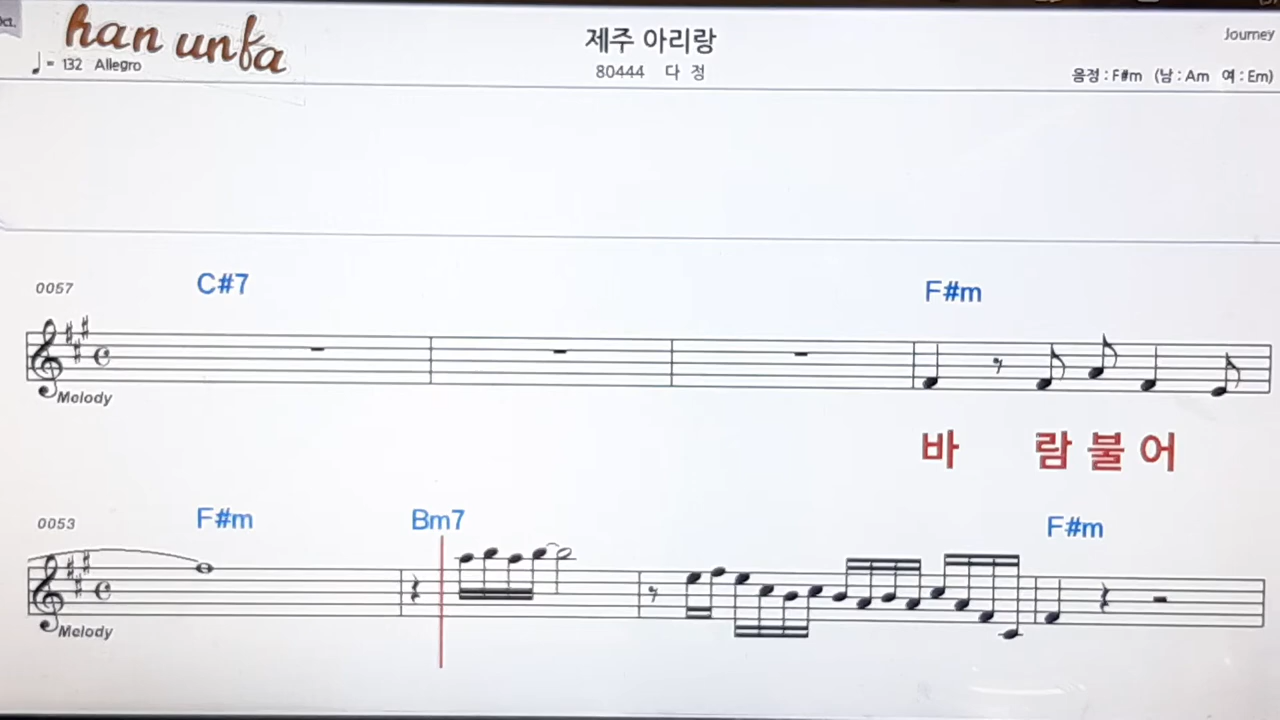 han unfa
♩= 132 Allegro
제주 아리랑
80444 다 정
Journey
음정 : F#m (남 : Am 여 : Em)
0057
C#7
F#m
Melody
바 람 불 어
0053
F#m Bm7 F#m
Melody